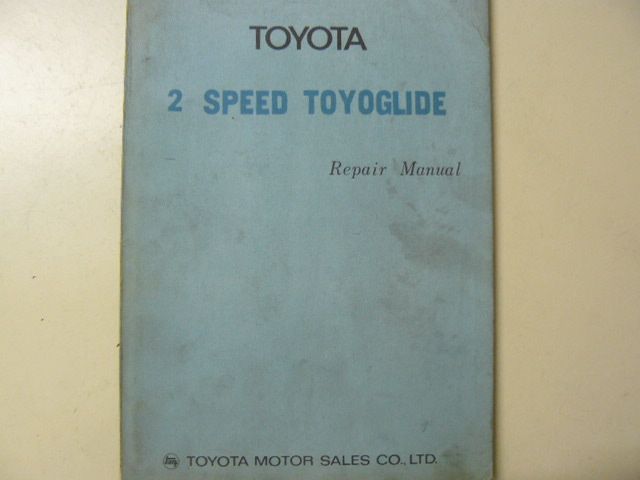 TOYOTA
2 SPEED TOYOGLIDE
Repair Manual
TOYOTA MOTOR SALES CO., LTD.